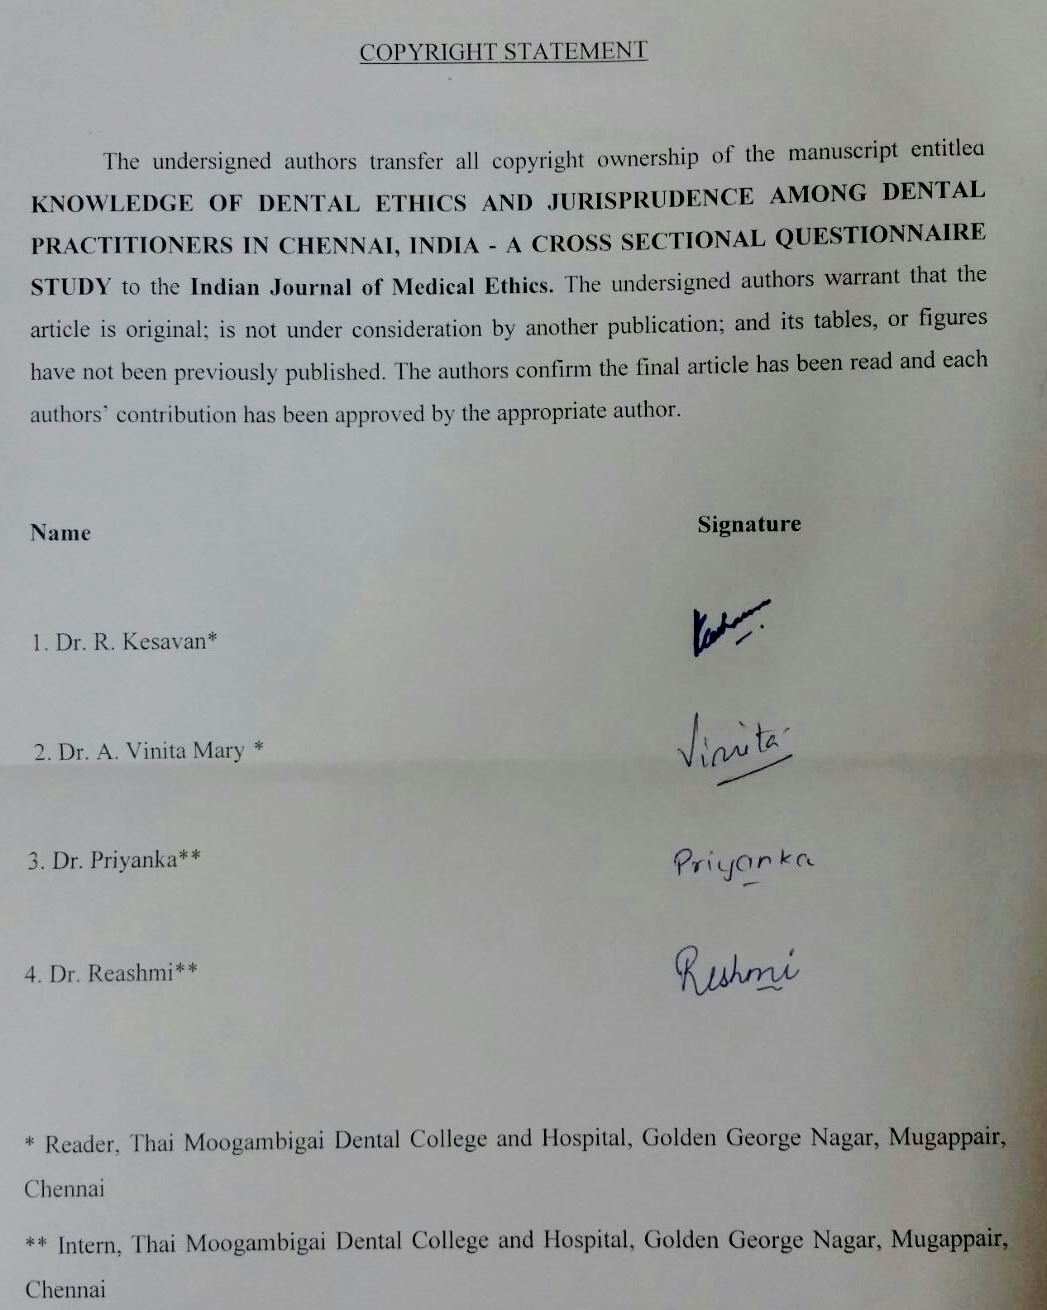 COPYRIGHT STATEMENT
The undersigned authors transfer all copyright ownership of the manuscript entitled
KNOWLEDGE OF DENTAL ETHICS AND JURISPRUDENCE AMONG DENTAL
PRACTITIONERS IN CHENNAI, INDIA - A CROSS SECTIONAL QUESTIONNAIRE
STUDY to the Indian Journal of Medical Ethics. The undersigned authors warrant that the
article is original; is not under consideration by another publication; and its tables, or figures
have not been previously published. The authors confirm the final article has been read and each
authors' contribution has been approved by the appropriate author.
Name Signature
1. Dr. R. Kesavan*
2. Dr. A. Vinita Mary * Vinita
3. Dr. Priyanka** Priyanka
4. Dr. Reashmi** Reshmi
* Reader, Thai Moogambigai Dental College and Hospital, Golden George Nagar, Mugappair,
Chennai
** Intern, Thai Moogambigai Dental College and Hospital, Golden George Nagar, Mugappair,
Chennai